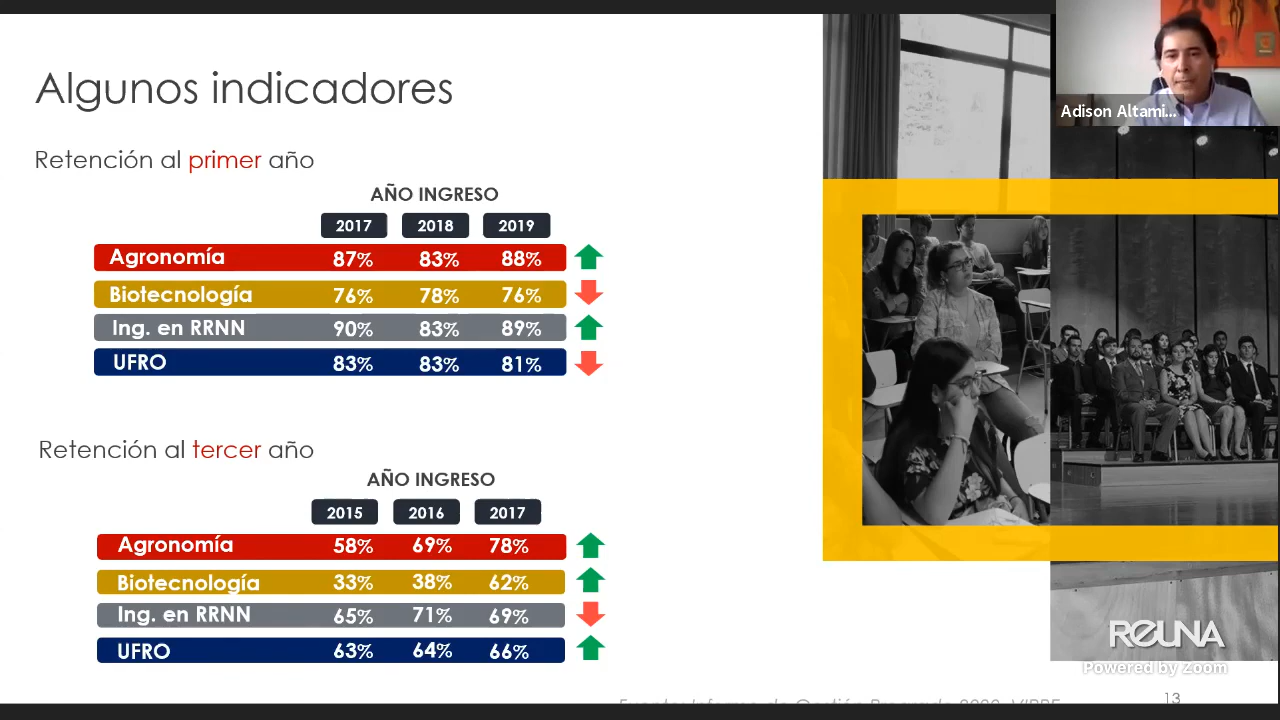 Algunos indicadores
Adison Altami...
Retención al primer año
AÑO INGRESO
2017 2018 2019
Agronomía 87% 83% 88%
Biotecnología 76% 78% 76%
Ing. en RRNN 90% 83% 89%
UFRO 83% 83% 81%
Retención al tercer año
AÑO INGRESO
2015 2016 2017
Agronomía 58% 69% 78%
Biotecnología 33% 38% 62%
Ing. en RRNN 65% 71% 69%
UFRO 63% 64% 66%
REUNA
Powered by Zoom
13